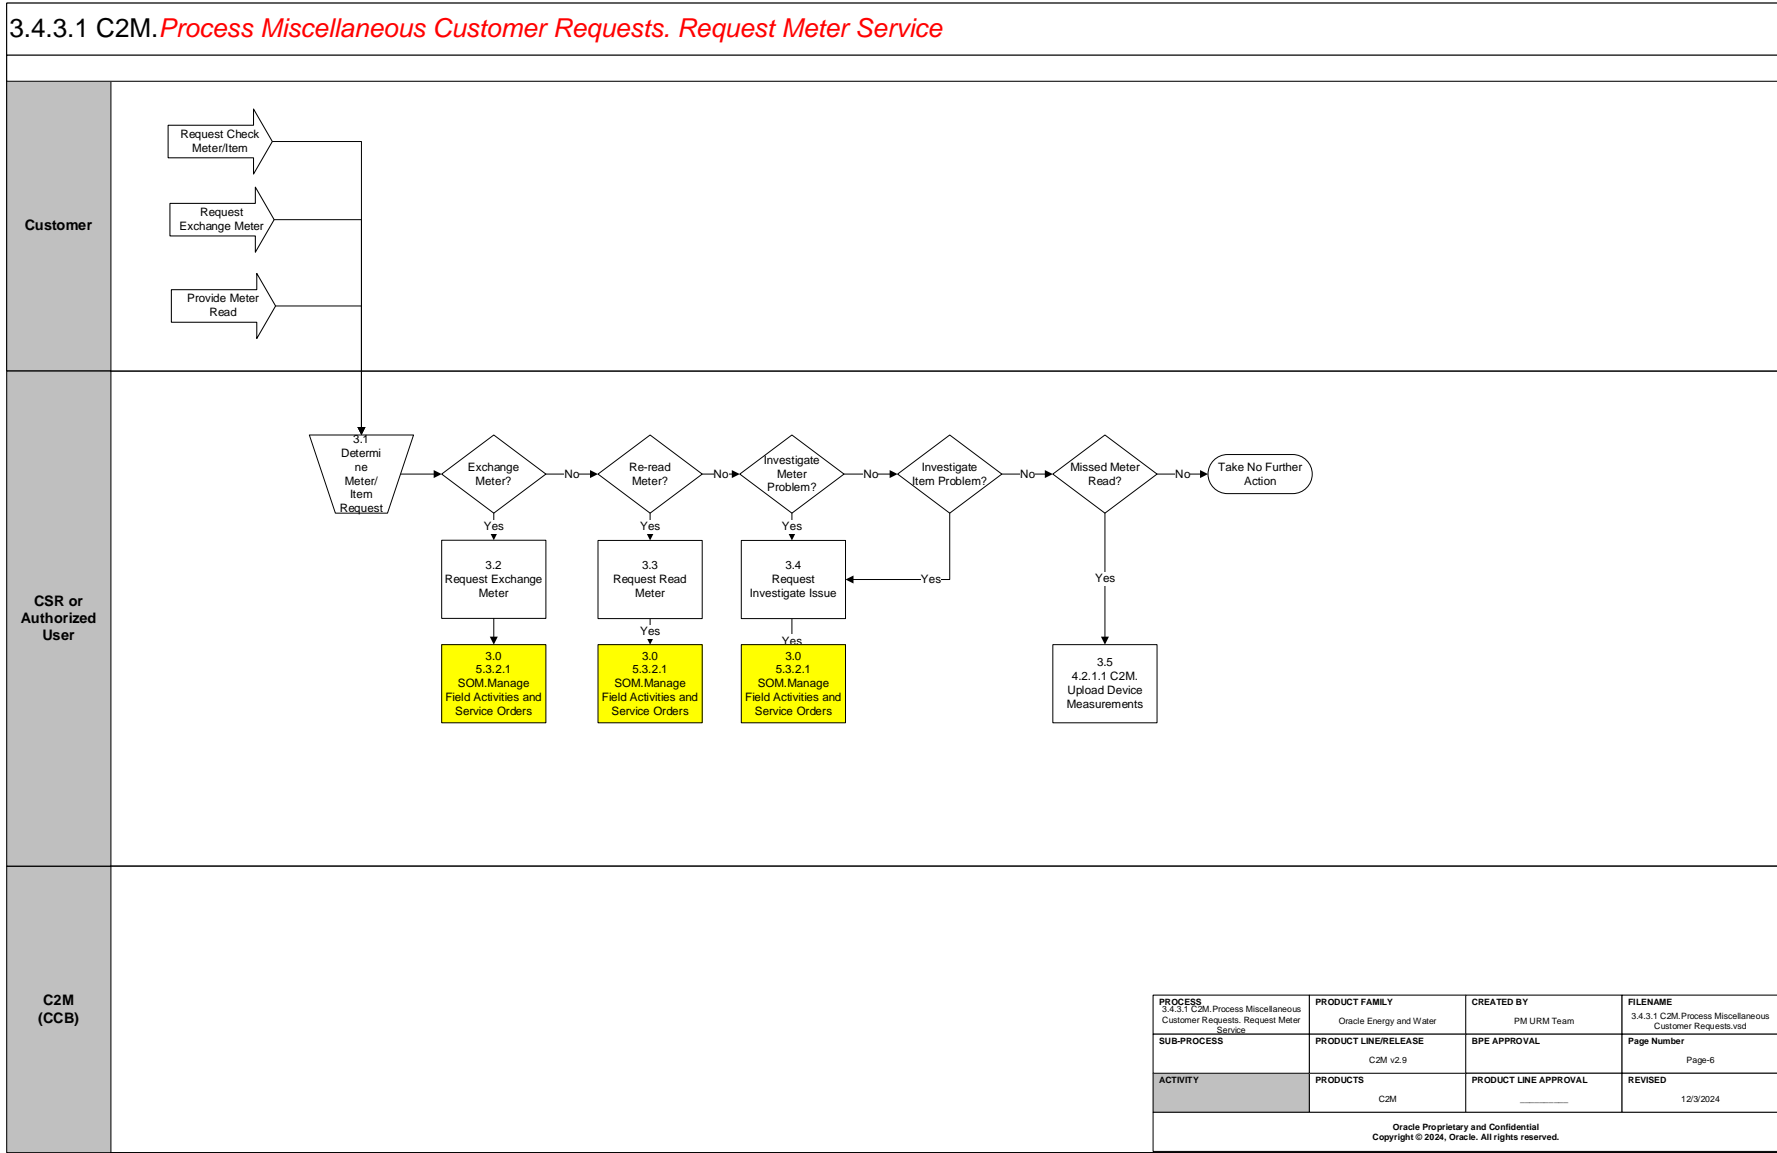 3.4.3.1 C2M.Process Miscellaneous Customer Requests. Request Meter Service
Customer
Request Check
Meter/Item
Request
Exchange Meter
Provide Meter
Read
CSR or
Authorized
User
3.1
Determi
ne
Meter/
Item
Request
Exchange
Meter?
No
Re-read
Meter?
No
Investigate
Meter
Problem?
No
Investigate
Item Problem?
No
Missed Meter
Read?
No
Take No Further
Action
Yes
Yes
Yes
Yes
Yes
3.2
Request Exchange
Meter
3.3
Request Read
Meter
3.4
Request
Investigate Issue
Yes
Yes
3.0
5.3.2.1
SOM.Manage
Field Activities and
Service Orders
3.0
5.3.2.1
SOM.Manage
Field Activities and
Service Orders
3.0
5.3.2.1
SOM.Manage
Field Activities and
Service Orders
3.5
4.2.1.1 C2M.
Upload Device
Measurements
C2M
(CCB)
PROCESS
3.4.3.1 C2M.Process Miscellaneous
Customer Requests. Request Meter
Service
PRODUCT FAMILY
Oracle Energy and Water
CREATED BY
PM URM Team
FILENAME
3.4.3.1 C2M.Process Miscellaneous
Customer Requests.vsd
SUB-PROCESS
PRODUCT LINE/RELEASE
C2M v2.9
BPE APPROVAL
Page Number
Page-6
ACTIVITY
PRODUCTS
C2M
PRODUCT LINE APPROVAL
__________
REVISED
12/3/2024
Oracle Proprietary and Confidential
Copyright © 2024, Oracle. All rights reserved.